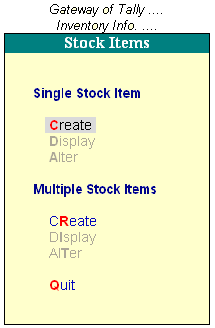 Gateway of Tally ....
Inventory Info. .....
Stock Items
Single Stock Item
Create
Display
Alter
Multiple Stock Items
CReate
DIsplay
AlTer
Quit